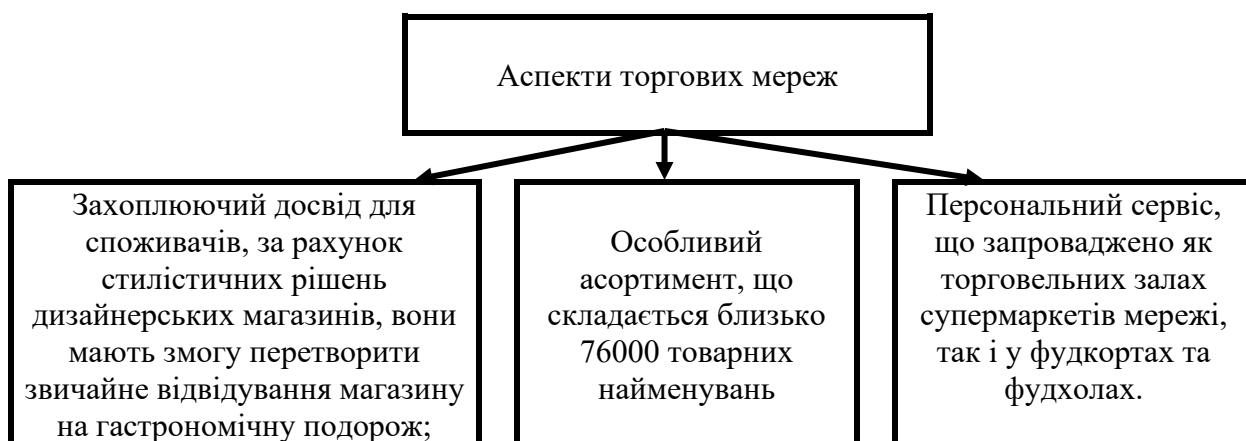 Аспекти торгових мереж
Захоплюючий досвід для
споживачів, за рахунок
стилістичних рішень
дизайнерських магазинів, вони
мають змогу перетворити
звичайне відвідування магазину
на гастрономічну подорож;
Особливий
асортимент, що
складається близько
76000 товарних
найменувань
Персональний сервіс,
що запроваджено як
торговельних залах
супермаркетів мережі,
так і у фудкортах та
фудхолах.